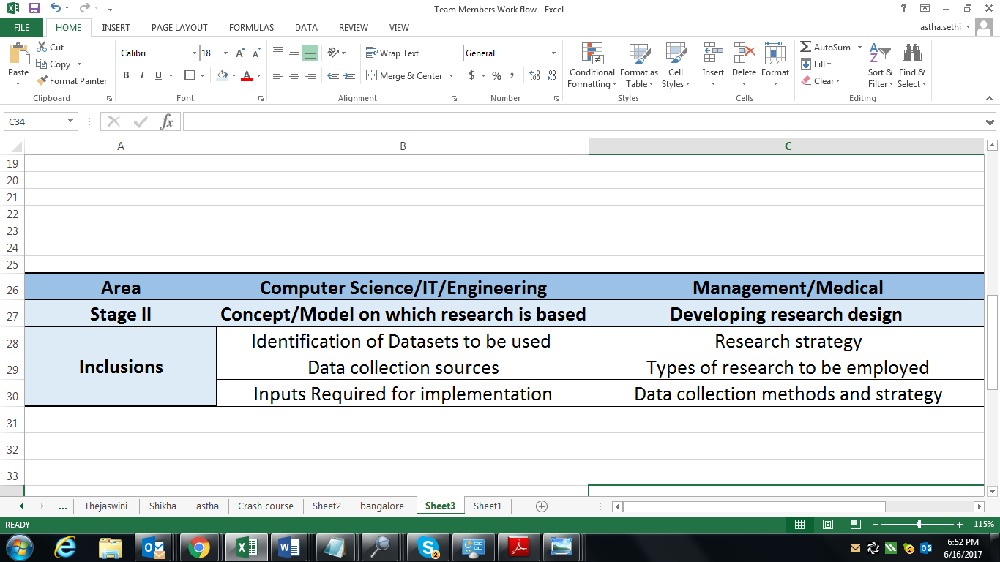 Team Members Work flow - Excel
?
FILE HOME INSERT PAGE LAYOUT FORMULAS DATA REVIEW VIEW
astha.sethi
Paste
Cut
Copy
Format Painter
Clipboard
Calibri 18
B I U
Font
Wrap Text
Merge & Center
Alignment
General
$ % ,
Number
Conditional Formatting
Format as Table
Cell Styles
Styles
Insert Delete Format
Cells
AutoSum
Fill
Clear
Sort & Filter
Find & Select
Editing
C34
fx
A B C
19
20
21
22
23
24
25
26 Area Computer Science/IT/Engineering Management/Medical
27 Stage II Concept/Model on which research is based Developing research design
28 Identification of Datasets to be used Research strategy
29 Inclusions Data collection sources Types of research to be employed
30 Inputs Required for implementation Data collection methods and strategy
31
32
33
... Thejaswini Shikha astha Crash course Sheet2 bangalore Sheet3 Sheet1
READY
115%
6:52 PM
6/16/2017